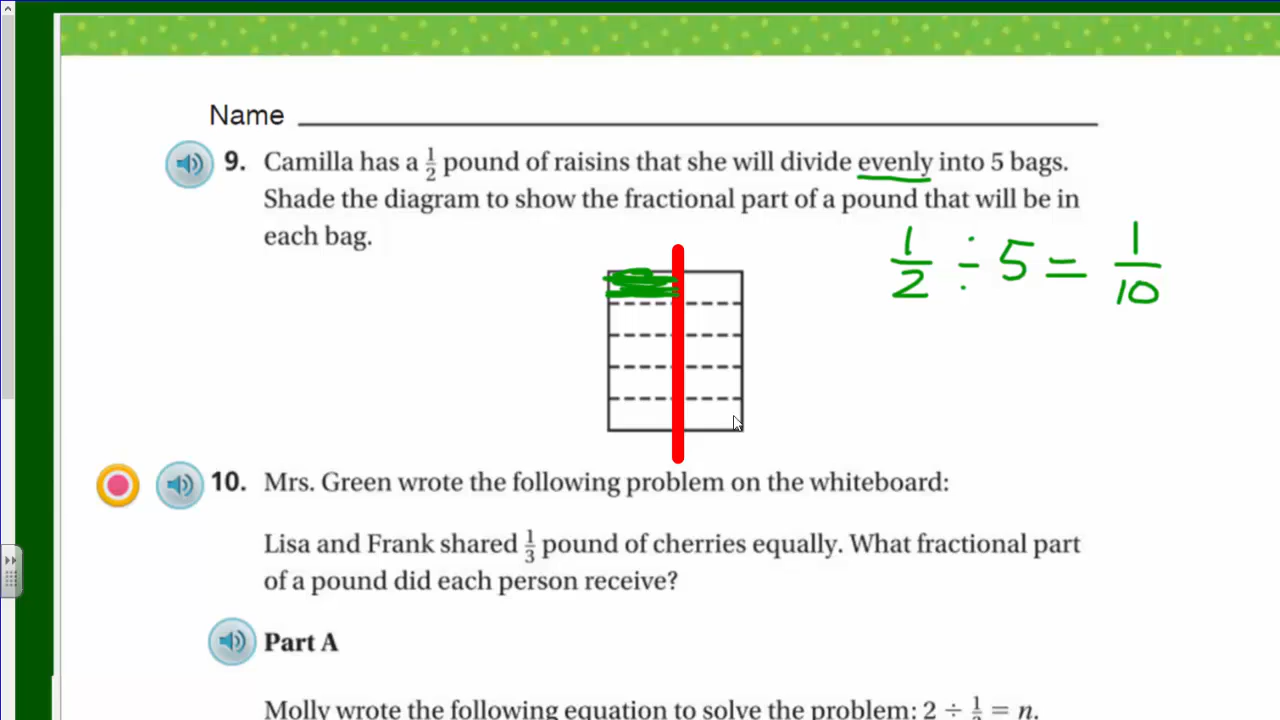 Name
9. Camilla has a 1/2 pound of raisins that she will divide evenly into 5 bags.
Shade the diagram to show the fractional part of a pound that will be in
each bag.
1/2 ÷ 5 = 1/10
10. Mrs. Green wrote the following problem on the whiteboard:
Lisa and Frank shared 1/3 pound of cherries equally. What fractional part
of a pound did each person receive?
Part A
Molly wrote the following equation to solve the problem: 2 ÷ = n.